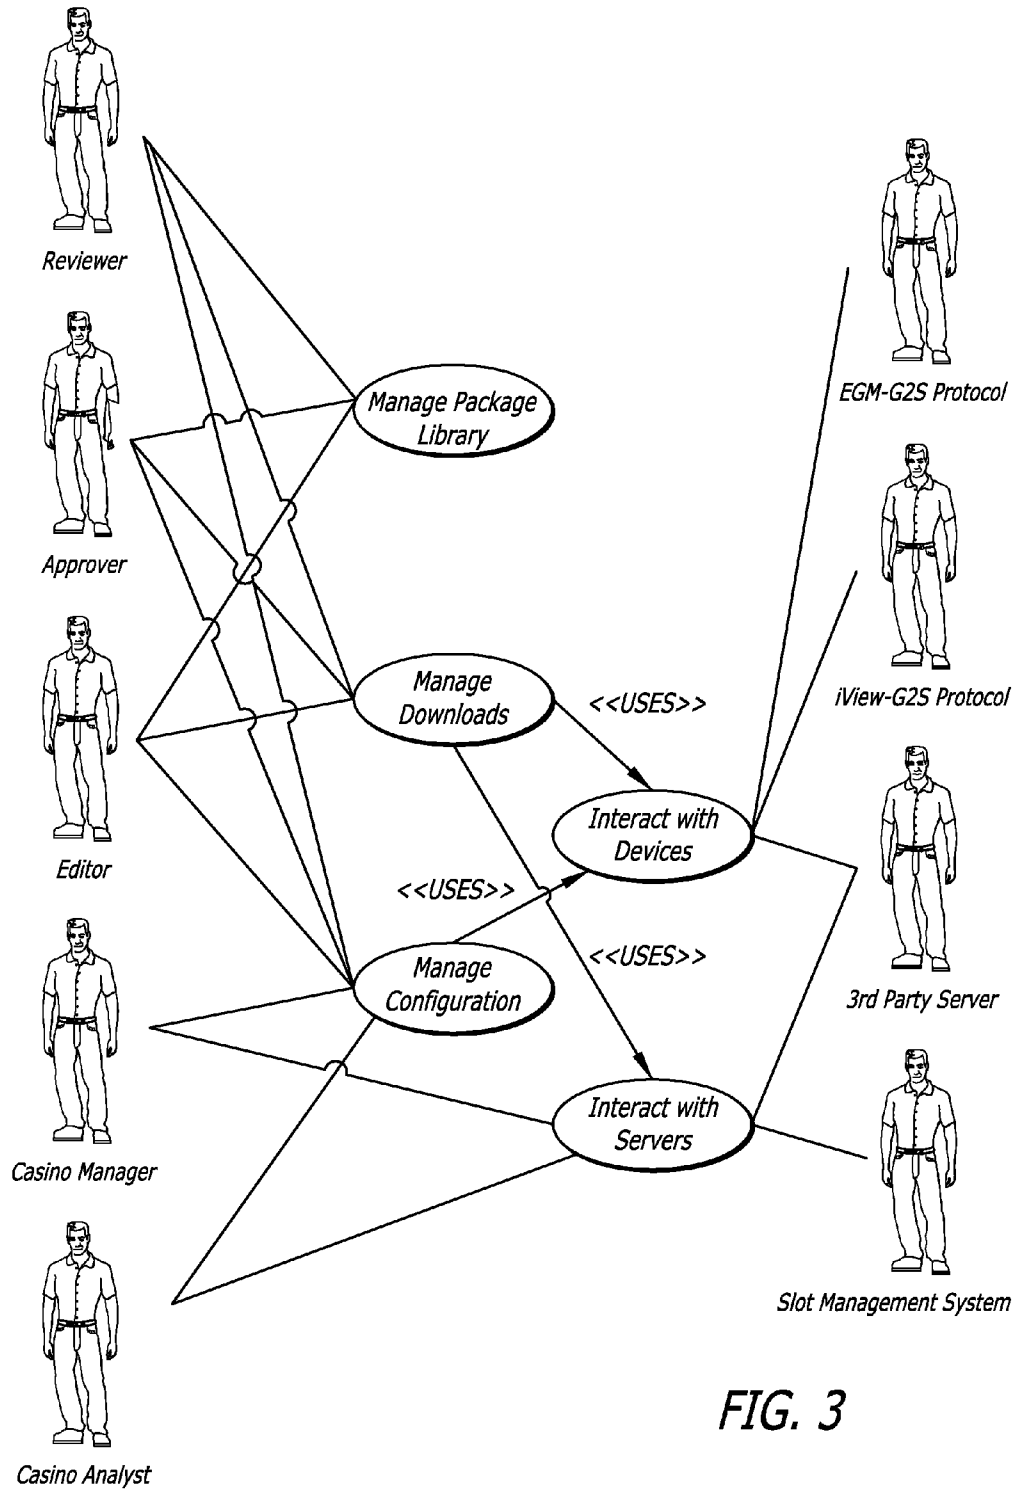 Reviewer
EGM-G2S Protocol
Manage Package
Library
Approver
Manage
Downloads
<<USES>>
iView-G2S Protocol
Interact with
Devices
Editor
<<USES>>
<<USES>>
Manage
Configuration
3rd Party Server
Interact with
Servers
Casino Manager
Slot Management System
FIG. 3
Casino Analyst